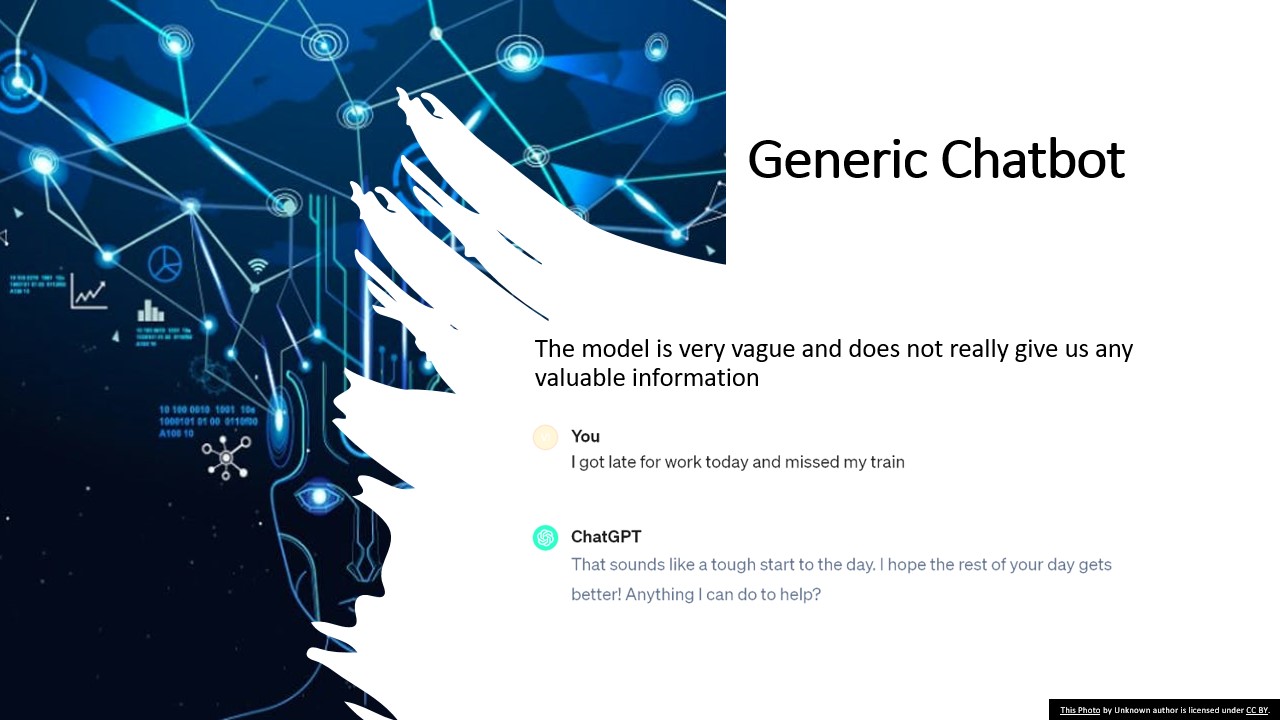 Generic Chatbot
The model is very vague and does not really give us any
valuable information
You
I got late for work today and missed my train
ChatGPT
That sounds like a tough start to the day. I hope the rest of your day gets
better! Anything I can do to help?
This Photo by Unknown author is licensed under CC BY.